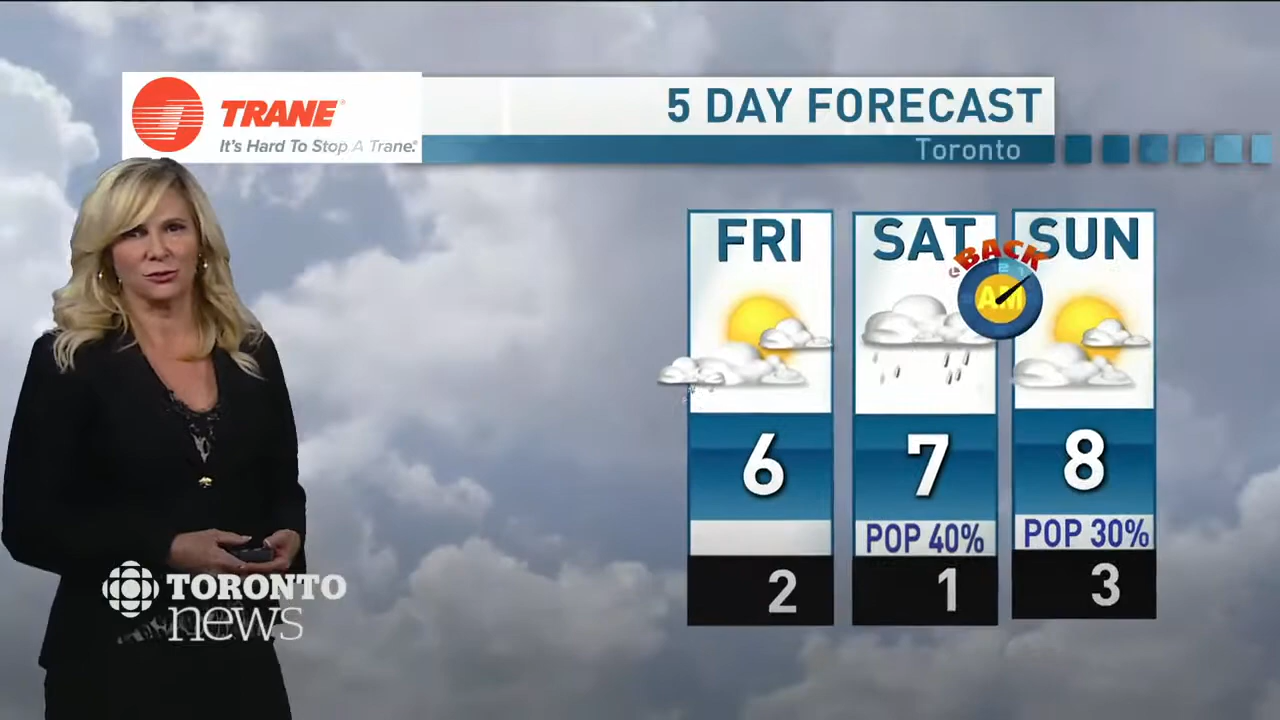 TRANE
It's Hard To Stop A Trane.®
5 DAY FORECAST
Toronto
FRI
SAT
SUN
BACK
AM
6
7
8
POP 40%
POP 30%
2
1
3
TORONTO
news